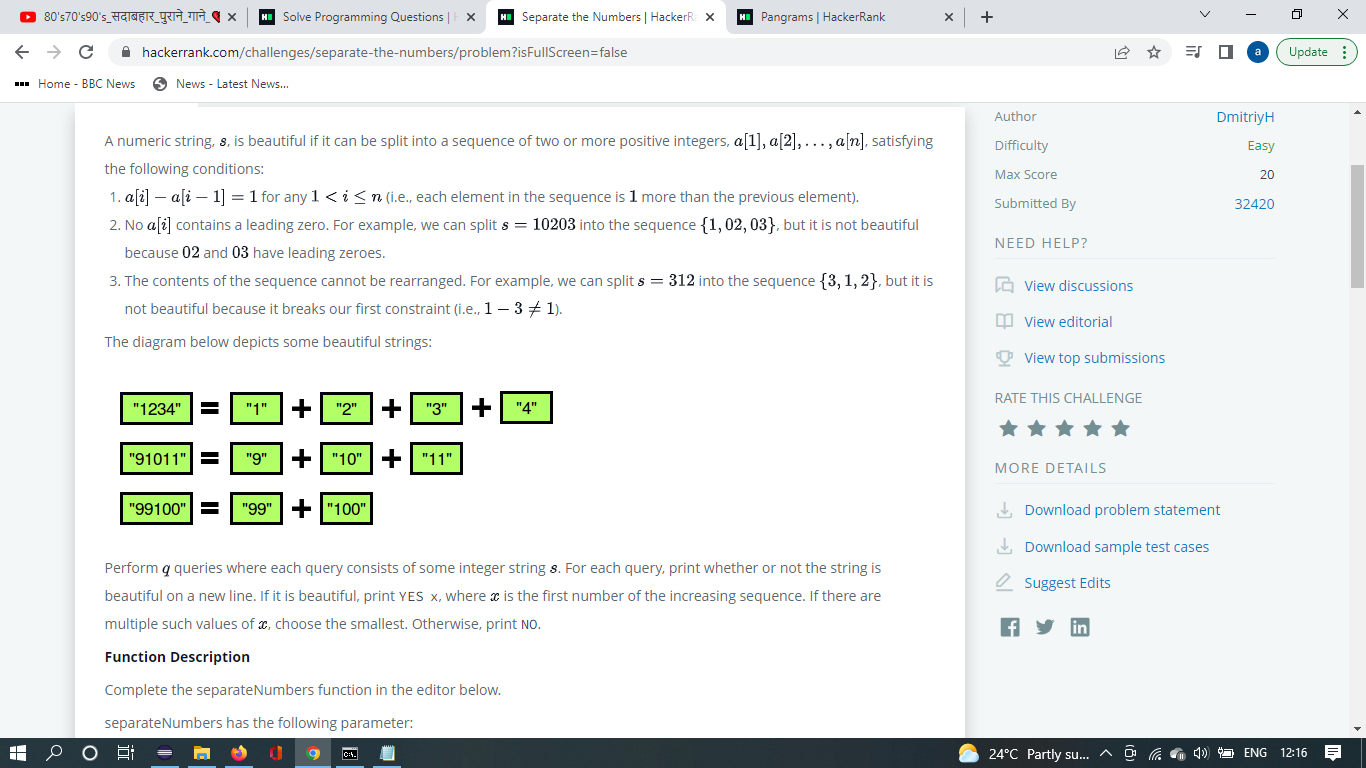 80's70's90's_सदाबहार_पुराने_गाने_
Solve Programming Questions |
Separate the Numbers | HackerR
Pangrams | HackerRank
hackerrank.com/challenges/separate-the-numbers/problem?isFullScreen=false
a
Update
Home - BBC News
News - Latest News...
A numeric string, s, is beautiful if it can be split into a sequence of two or more positive integers, a[1], a[2], . . . , a[n], satisfying
the following conditions:
1. a[i] − a[i − 1] = 1 for any 1 < i ≤ n (i.e., each element in the sequence is 1 more than the previous element).
2. No a[i] contains a leading zero. For example, we can split s = 10203 into the sequence {1, 02, 03}, but it is not beautiful
because 02 and 03 have leading zeroes.
3. The contents of the sequence cannot be rearranged. For example, we can split s = 312 into the sequence {3, 1, 2}, but it is
not beautiful because it breaks our first constraint (i.e., 1 − 3 ≠ 1).
The diagram below depicts some beautiful strings:
"1234" = "1" + "2" + "3" + "4"
"91011" = "9" + "10" + "11"
"99100" = "99" + "100"
Perform q queries where each query consists of some integer string s. For each query, print whether or not the string is
beautiful on a new line. If it is beautiful, print YES x, where x is the first number of the increasing sequence. If there are
multiple such values of x, choose the smallest. Otherwise, print NO.
Function Description
Complete the separateNumbers function in the editor below.
separateNumbers has the following parameter:
Author DmitriyH
Difficulty Easy
Max Score 20
Submitted By 32420
NEED HELP?
View discussions
View editorial
View top submissions
RATE THIS CHALLENGE
MORE DETAILS
Download problem statement
Download sample test cases
Suggest Edits
24°C Partly su... ENG 12:16